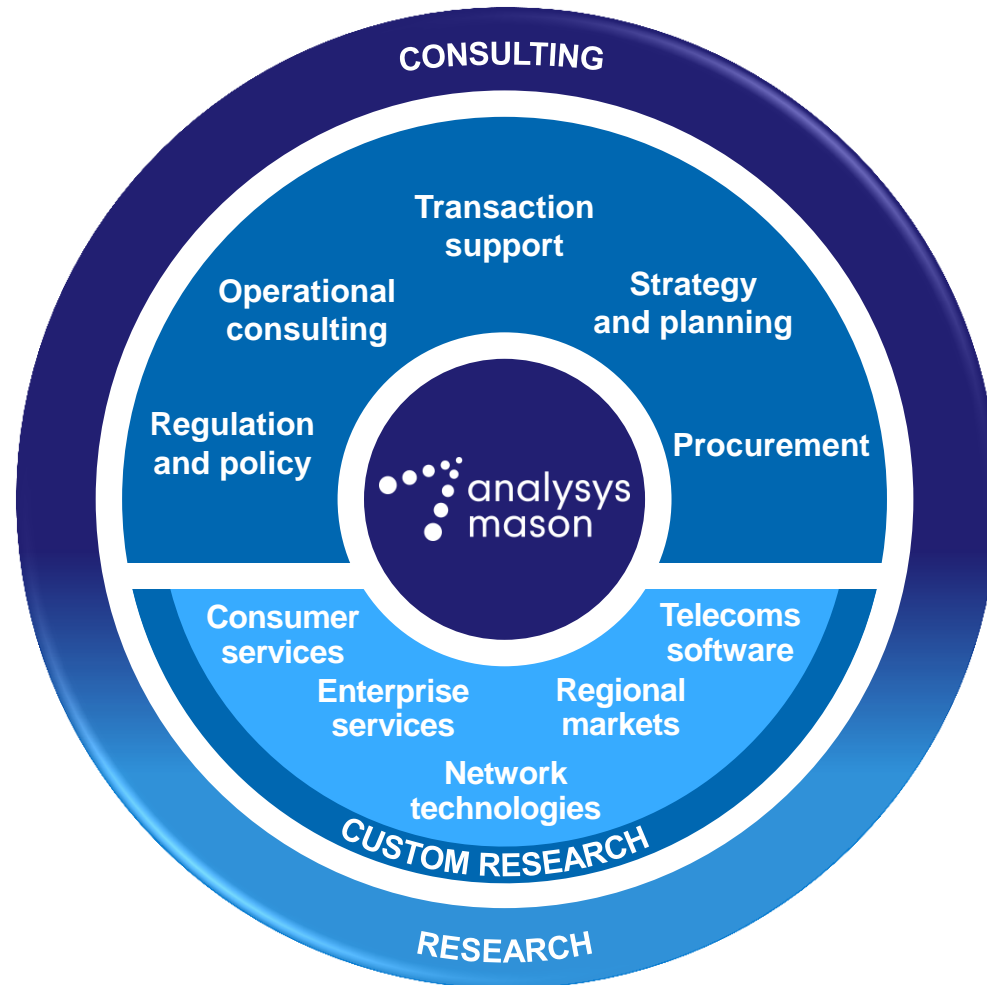 CONSULTING
Transaction
support
Operational
consulting
Strategy
and planning
Regulation
and policy
Procurement
analysys
mason
Consumer
services
Telecoms
software
Enterprise
services
Regional
markets
Network
technologies
CUSTOM RESEARCH
RESEARCH